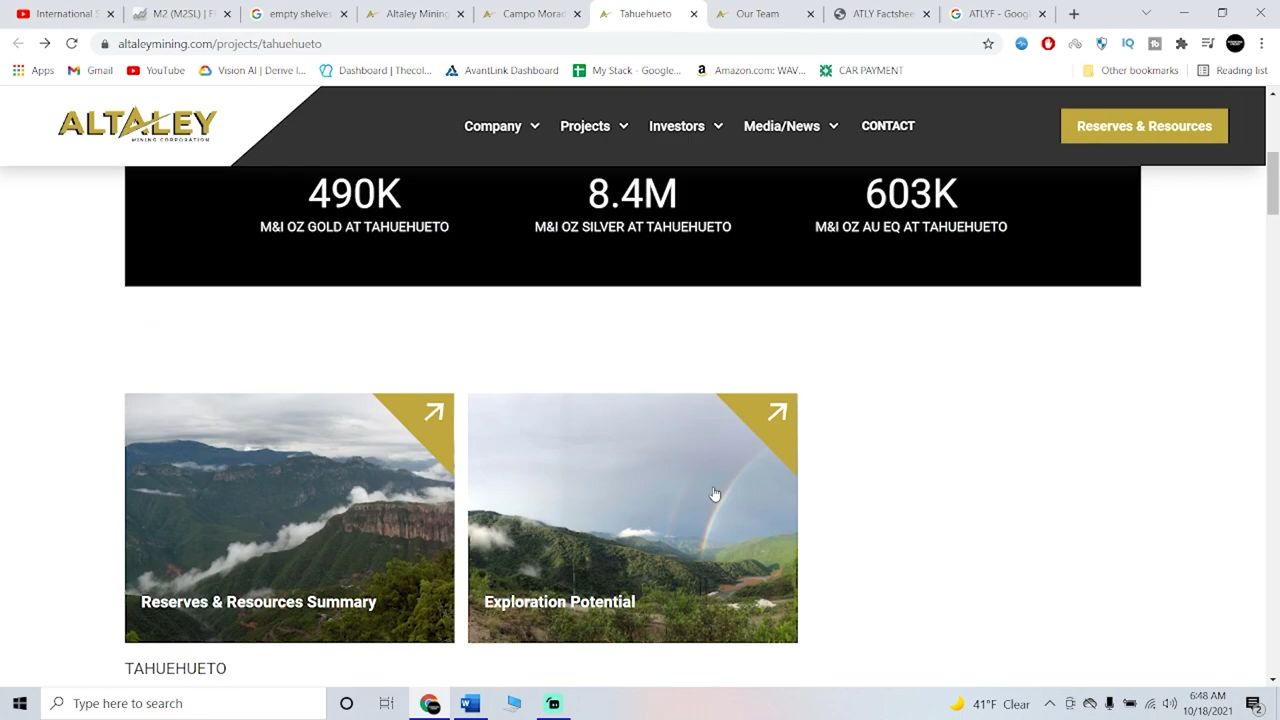 International S
M2 (M2SL) | F
empty shelves
Altaley Mining
Campo Morad
Tahuehueto
Our Team
ATLY Factshee
ATLYF - Goog
altaleymining.com/projects/tahuehueto
Apps
Gmail
YouTube
Vision AI | Derive I...
Dashboard | Thecol...
AvantLink Dashboard
My Stack - Google...
Amazon.com: WAV...
CAR PAYMENT
Other bookmarks
Reading list
ALTALEY
MINING CORPORATION
Company
Projects
Investors
Media/News
CONTACT
Reserves & Resources
490K
M&I OZ GOLD AT TAHUEHUETO
8.4M
M&I OZ SILVER AT TAHUEHUETO
603K
M&I OZ AU EQ AT TAHUEHUETO
Reserves & Resources Summary
Exploration Potential
TAHUEHUETO
Type here to search
41°F Clear
6:48 AM
10/18/2021
2